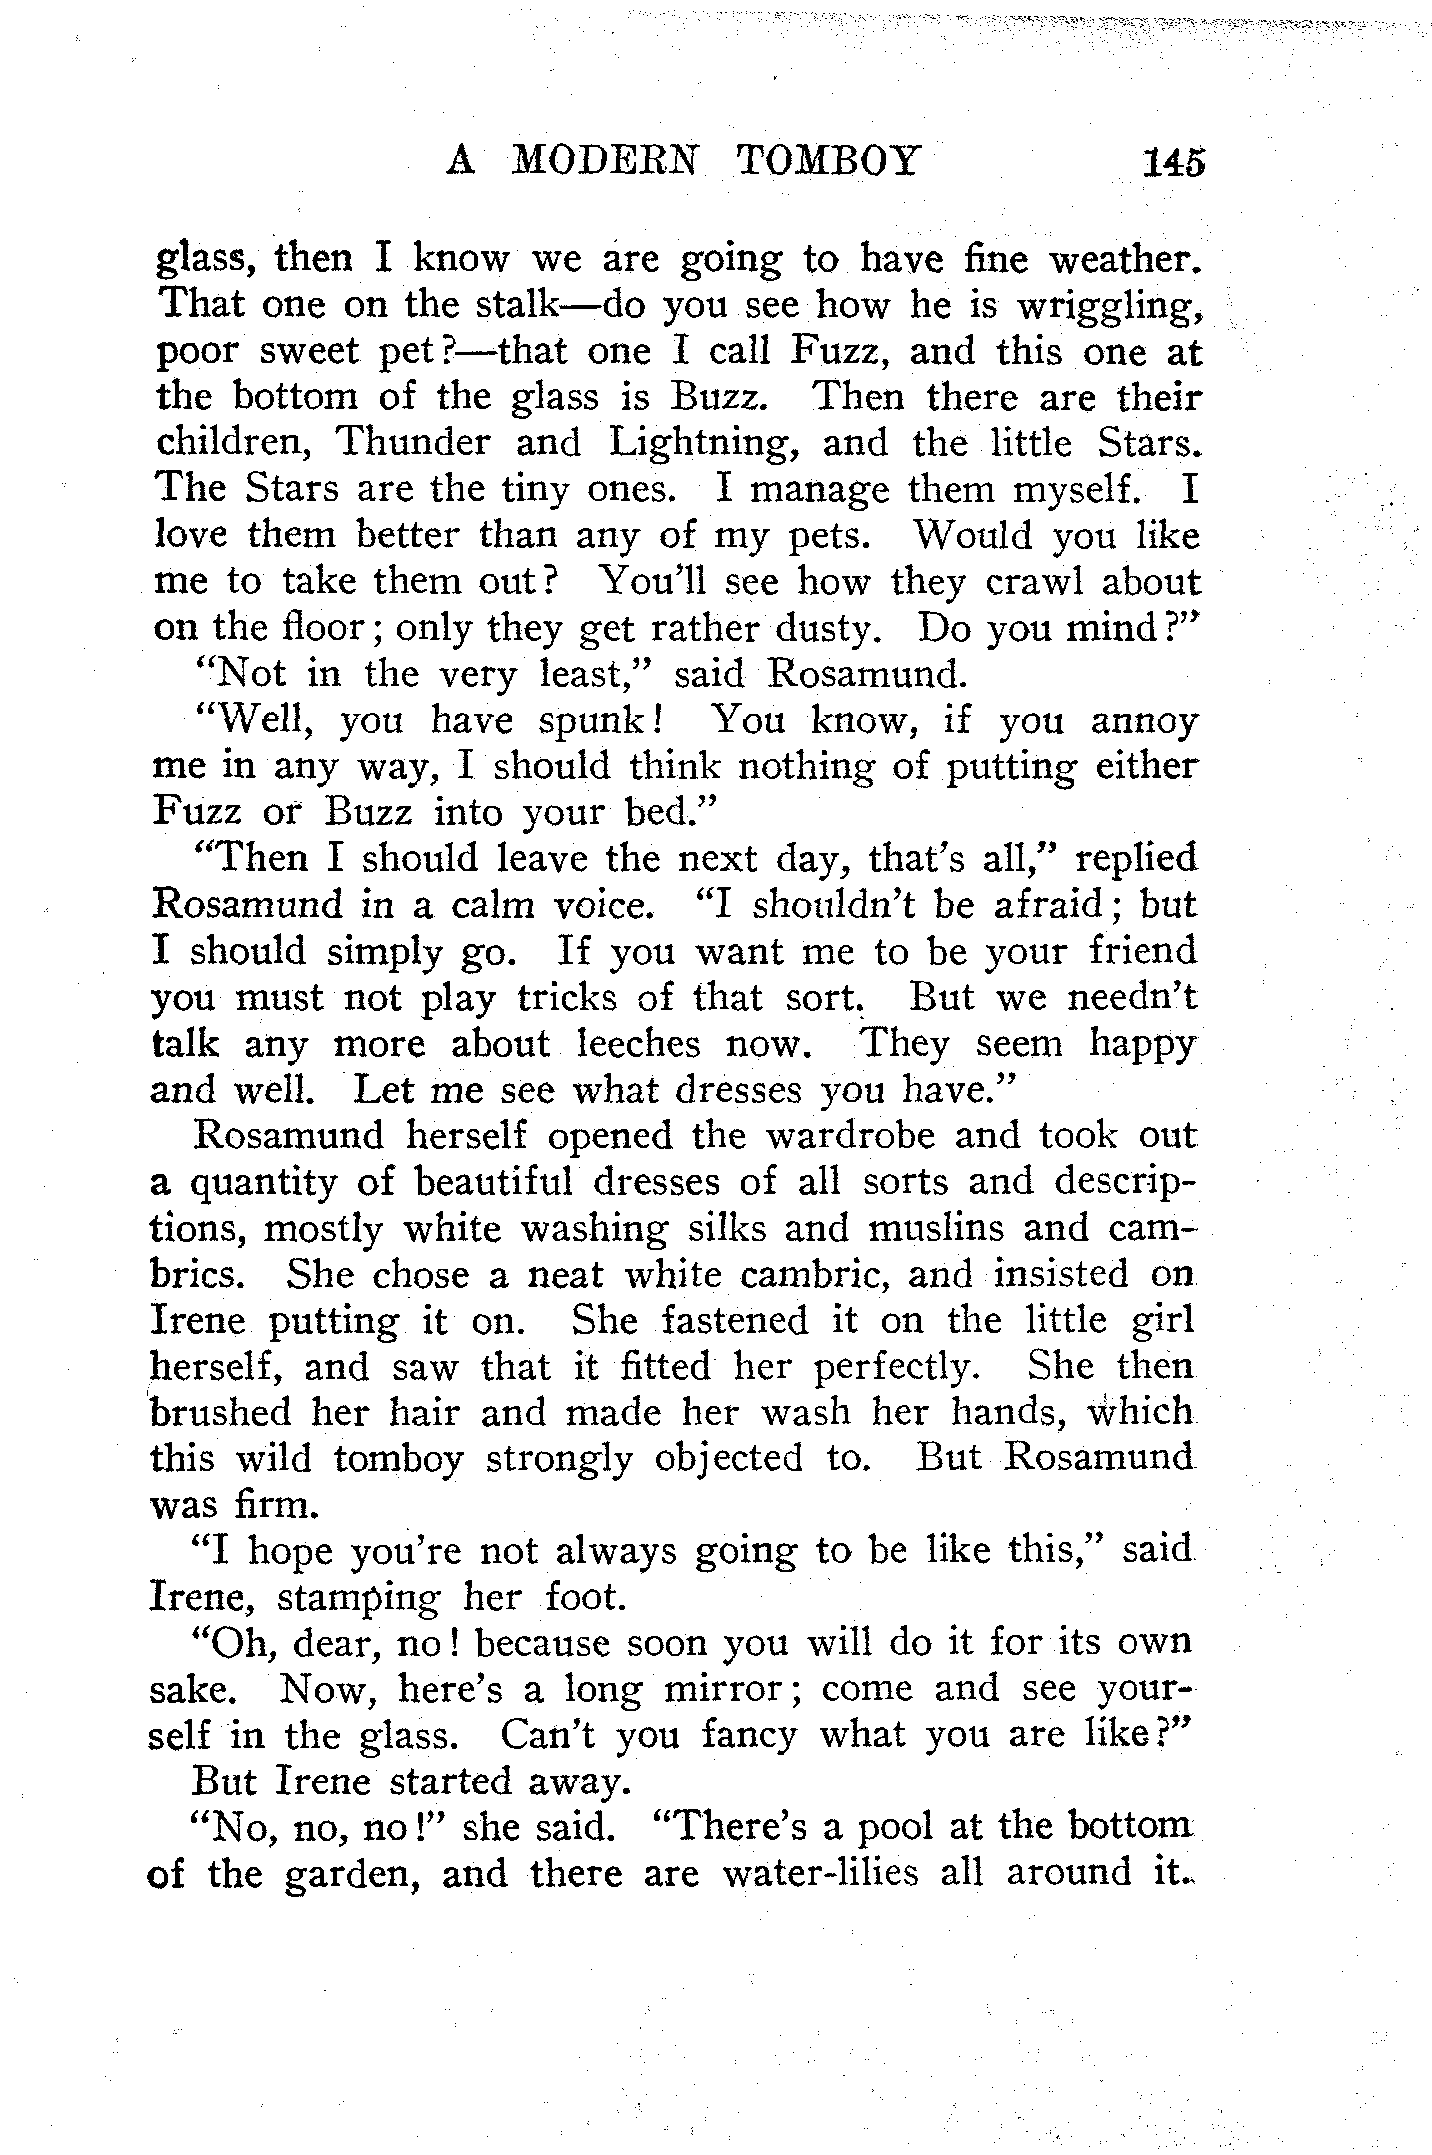 A MODERN TOMBOY 145
glass, then I know we are going to have fine weather.
That one on the stalk—do you see how he is wriggling,
poor sweet pet?—that one I call Fuzz, and this one at
the bottom of the glass is Buzz. Then there are their
children, Thunder and Lightning, and the little Stars.
The Stars are the tiny ones. I manage them myself. I
love them better than any of my pets. Would you like
me to take them out? You'll see how they crawl about
on the floor; only they get rather dusty. Do you mind?"
"Not in the very least," said Rosamund.
"Well, you have spunk! You know, if you annoy
me in any way, I should think nothing of putting either
Fuzz or Buzz into your bed."
"Then I should leave the next day, that's all," replied
Rosamund in a calm voice. "I shouldn't be afraid; but
I should simply go. If you want me to be your friend
you must not play tricks of that sort. But we needn't
talk any more about leeches now. They seem happy
and well. Let me see what dresses you have."
Rosamund herself opened the wardrobe and took out
a quantity of beautiful dresses of all sorts and descrip-
tions, mostly white washing silks and muslins and cam-
brics. She chose a neat white cambric, and insisted on
Irene putting it on. She fastened it on the little girl
herself, and saw that it fitted her perfectly. She then
brushed her hair and made her wash her hands, which
this wild tomboy strongly objected to. But Rosamund
was firm.
"I hope you're not always going to be like this," said
Irene, stamping her foot.
"Oh, dear, no! because soon you will do it for its own
sake. Now, here's a long mirror; come and see your-
self in the glass. Can't you fancy what you are like?"
But Irene started away.
"No, no, no!" she said. "There's a pool at the bottom
of the garden, and there are water-lilies all around it.